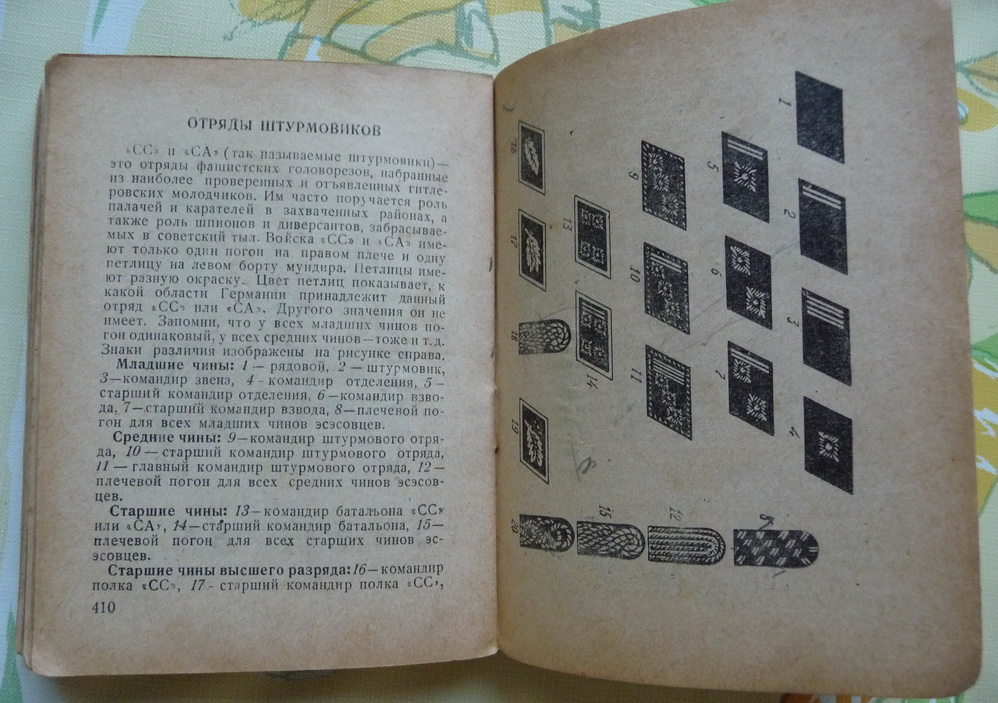 ОТРЯДЫ ШТУРМОВИКОВ
«СС» и «СА» (так называемые штурмовики)—
это отряды фашистских головорезов, набранные
из наиболее проверенных и отъявленных гитле-
ровских молодчиков. Им часто поручается роль
палачей и карателей в захваченных районах, а
также роль шпионов и диверсантов, забрасывае-
мых в советский тыл. Войска «СС» и «СА» име-
ют только один погон на правом плече и одну
петлицу на левом борту мундира. Петлицы име-
ют разную окраску. Цвет петлиц показывает, к
какой области Германии принадлежит данный
отряд «СС» или «СА». Другого значения он не
имеет. Запомни, что у всех младших чинов по-
гон одинаковый, у всех средних чинов—тоже и т.д.
Знаки различия изображены на рисунке справа.
Младшие чины: 1— рядовой, 2 — штурмовик,
3—командир звена, 4 - командир отделения, 5 -
старший командир отделения, 6 —командир взво-
да, 7—старший командир взвода, 8—плечевой по-
гон для всех младших чинов эсэсовцев.
Средние чины: 9—командир штурмового отря-
да, 10 — старший командир штурмового отряда,
11 — главный командир штурмового отряда, 12—
плечевой погон для всех средних чинов эсэсов-
цев.
Старшие чины: 13—командир батальона «СС»
или «СА», 14—старший командир батальона, 15—
плечевой погон для всех старших чинов эс-
эсовцев.
Старшие чины высшего разряда: 16—командир
полка «СС», 17 - старший командир полка «СС»,
410
1
2
3
4
5
6
7
8
9
10
11
12
13
14
15
16
17
18
19
20